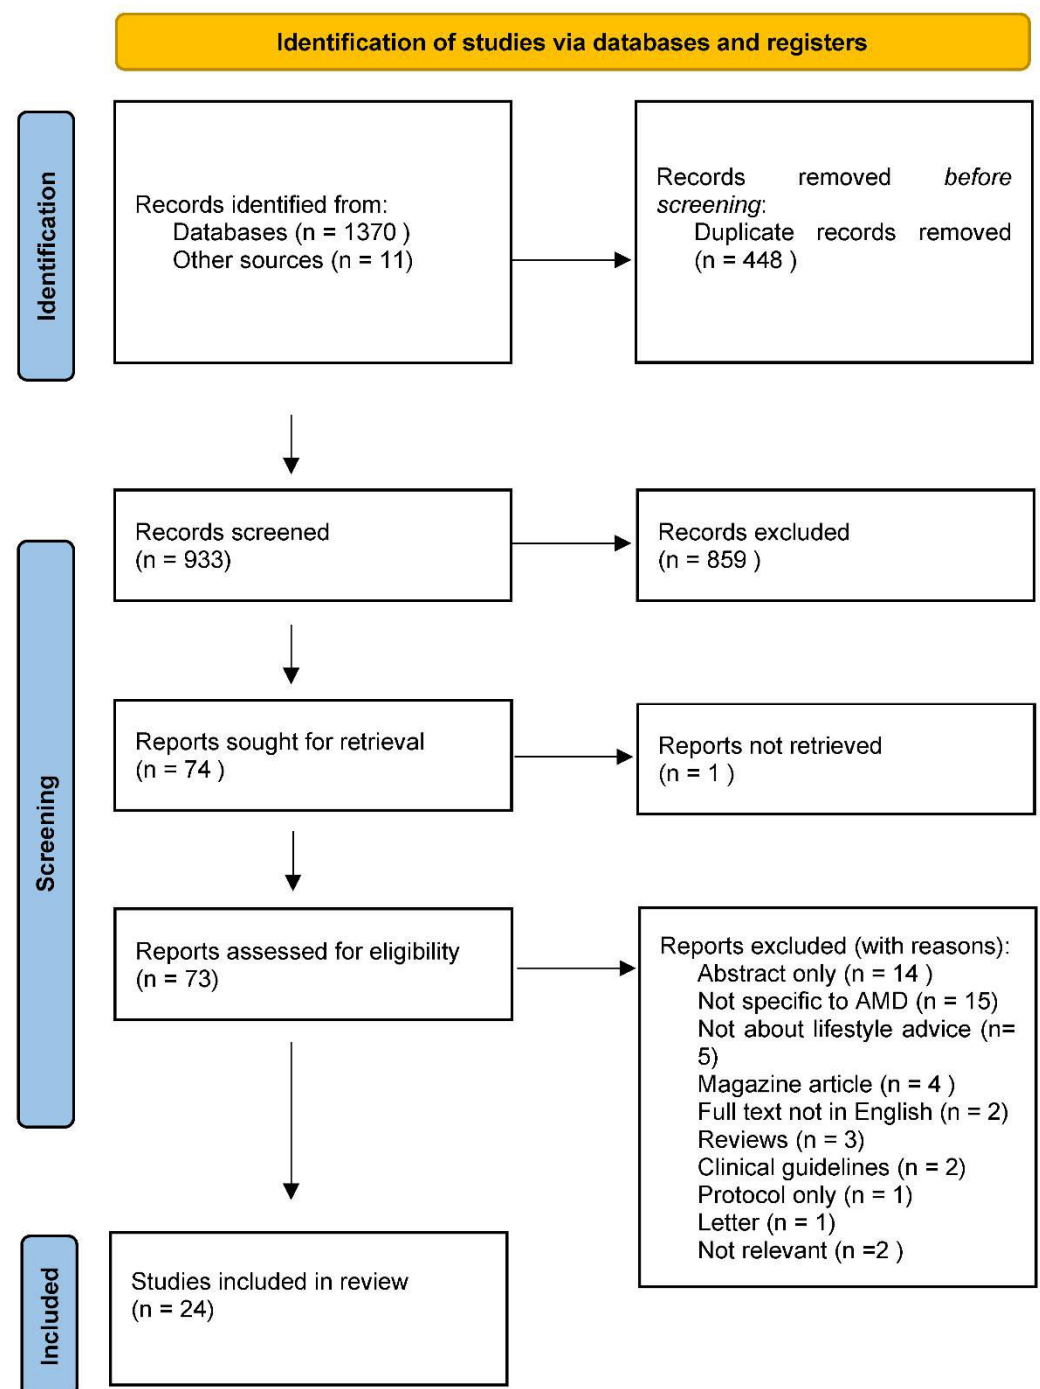 Identification of studies via databases and registers
Identification
Records identified from:
Databases (n = 1370 )
Other sources (n = 11)
Records removed before
screening:
Duplicate records removed
(n = 448 )
Screening
Records screened
(n = 933)
Records excluded
(n = 859 )
Reports sought for retrieval
(n = 74 )
Reports not retrieved
(n = 1 )
Reports assessed for eligibility
(n = 73)
Reports excluded (with reasons):
Abstract only (n = 14 )
Not specific to AMD (n = 15)
Not about lifestyle advice (n=
5)
Magazine article (n = 4 )
Full text not in English (n = 2)
Reviews (n = 3)
Clinical guidelines (n = 2)
Protocol only (n = 1)
Letter (n = 1)
Not relevant (n =2 )
Included
Studies included in review
(n = 24)